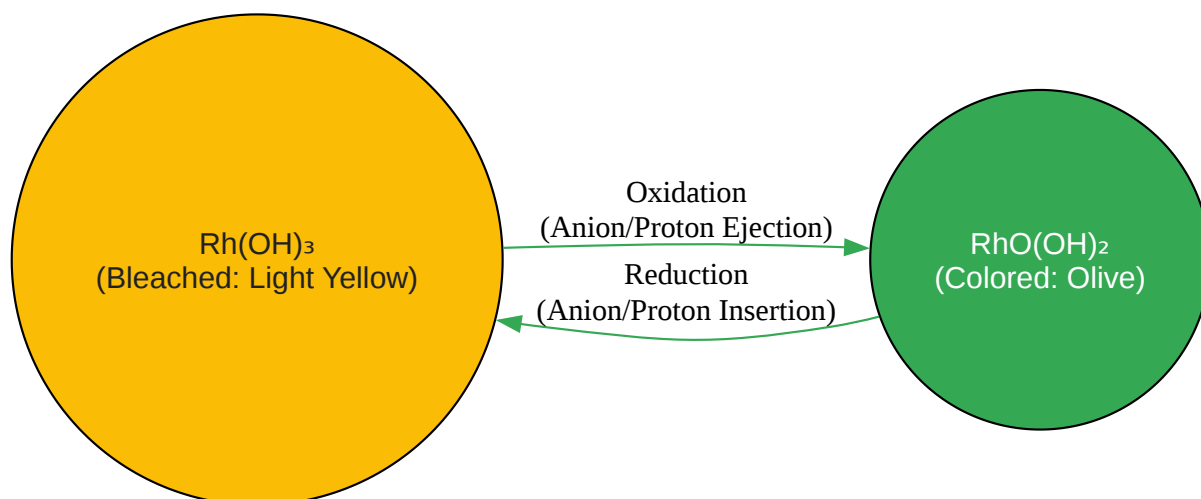 Rh(OH)₃
(Bleached: Light Yellow)
Oxidation
(Anion/Proton Ejection)
Reduction
(Anion/Proton Insertion)
RhO(OH)₂
(Colored: Olive)